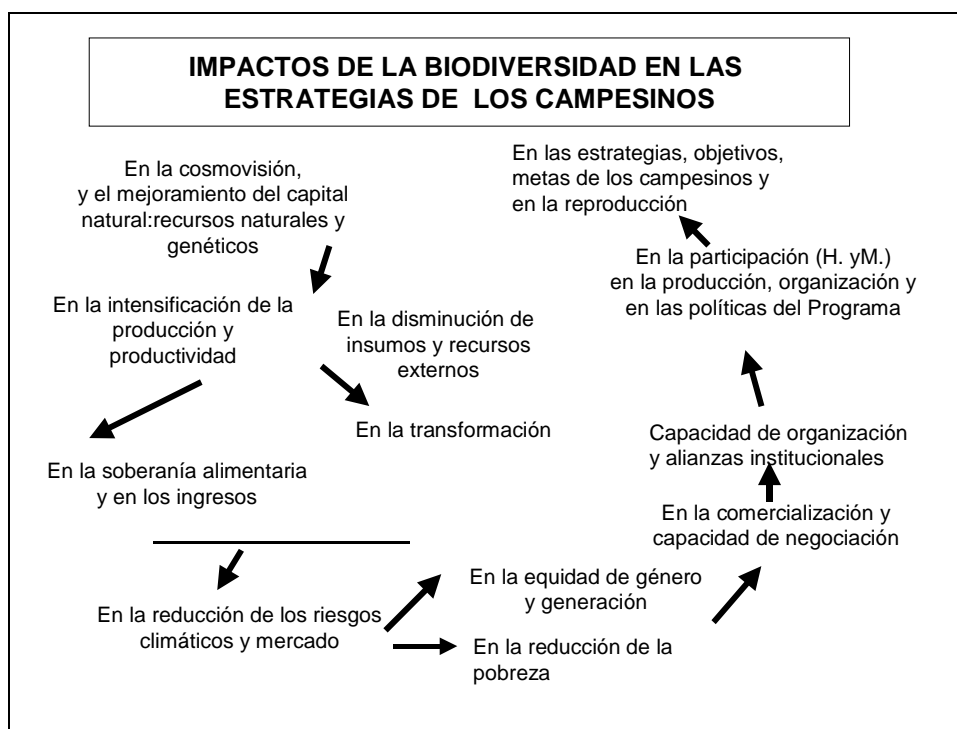 IMPACTOS DE LA BIODIVERSIDAD EN LAS
ESTRATEGIAS DE LOS CAMPESINOS
En la cosmovisión,
y el mejoramiento del capital
natural:recursos naturales y
genéticos
En la intensificación de la
producción y
productividad
En la disminución de
insumos y recursos
externos
En la transformación
En la soberanía alimentaria
y en los ingresos
En la reducción de los riesgos
climáticos y mercado
En la equidad de género
y generación
En la reducción de la
pobreza
En la comercialización y
capacidad de negociación
Capacidad de organización
y alianzas institucionales
En la participación (H. yM.)
en la producción, organización y
en las políticas del Programa
En las estrategias, objetivos,
metas de los campesinos y
en la reproducción